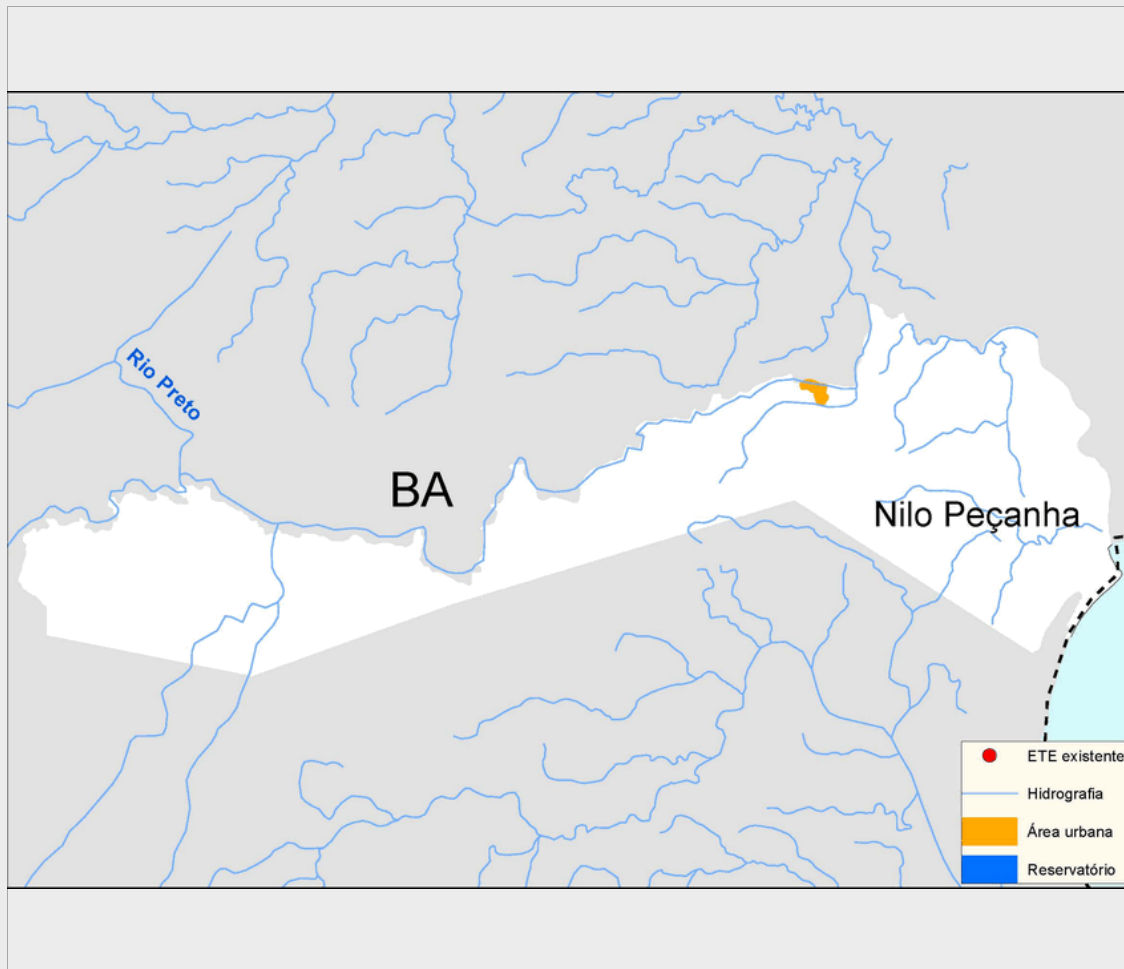 Rio Preto
BA
Nilo Peçanha
ETE existente
Hidrografia
Área urbana
Reservatório